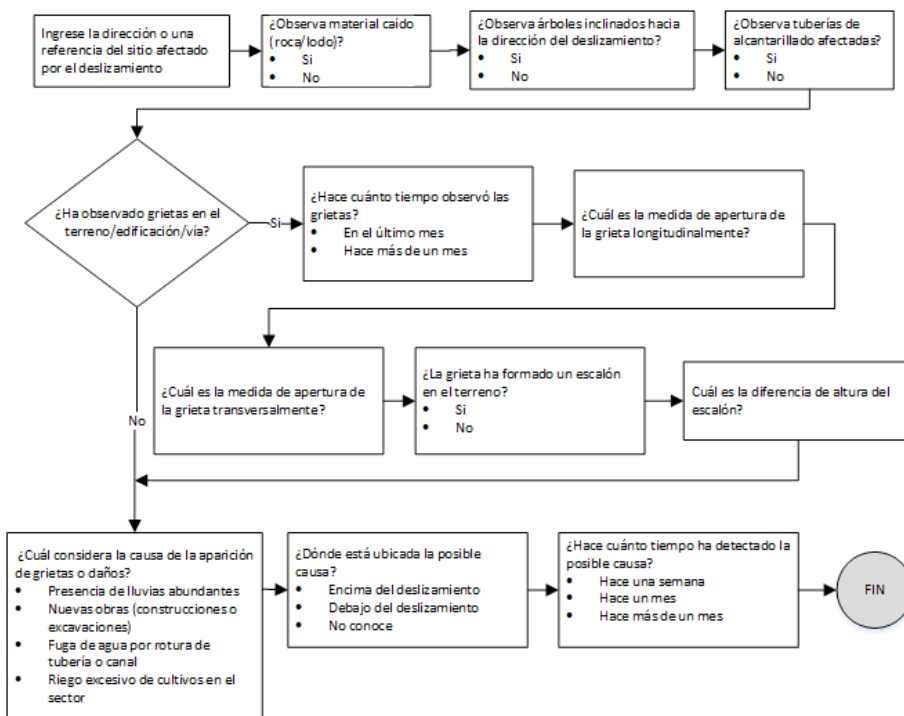 Ingrese la dirección o una
referencia del sitio afectado
por el deslizamiento
¿Observa material caído
(roca/lodo)?
• Si
• No
¿Observa árboles inclinados hacia
la dirección del deslizamiento?
• Si
• No
¿Observa tuberías de
alcantarillado afectadas?
• Si
• No
¿Ha observado grietas en el
terreno/edificación/vía?
Si
¿Hace cuánto tiempo observó las
grietas?
• En el último mes
• Hace más de un mes
¿Cuál es la medida de apertura de
la grieta longitudinalmente?
¿Cuál es la medida de apertura de
la grieta transversalmente?
¿La grieta ha formado un escalón
en el terreno?
• Si
• No
Cuál es la diferencia de altura del
escalón?
No
¿Cuál considera la causa de la aparición
de grietas o daños?
• Presencia de lluvias abundantes
• Nuevas obras (construcciones o
excavaciones)
• Fuga de agua por rotura de
tubería o canal
• Riego excesivo de cultivos en el
sector
¿Dónde está ubicada la posible
causa?
• Encima del deslizamiento
• Debajo del deslizamiento
• No conoce
¿Hace cuánto tiempo ha detectado la
posible causa?
• Hace una semana
• Hace un mes
• Hace más de un mes
FIN